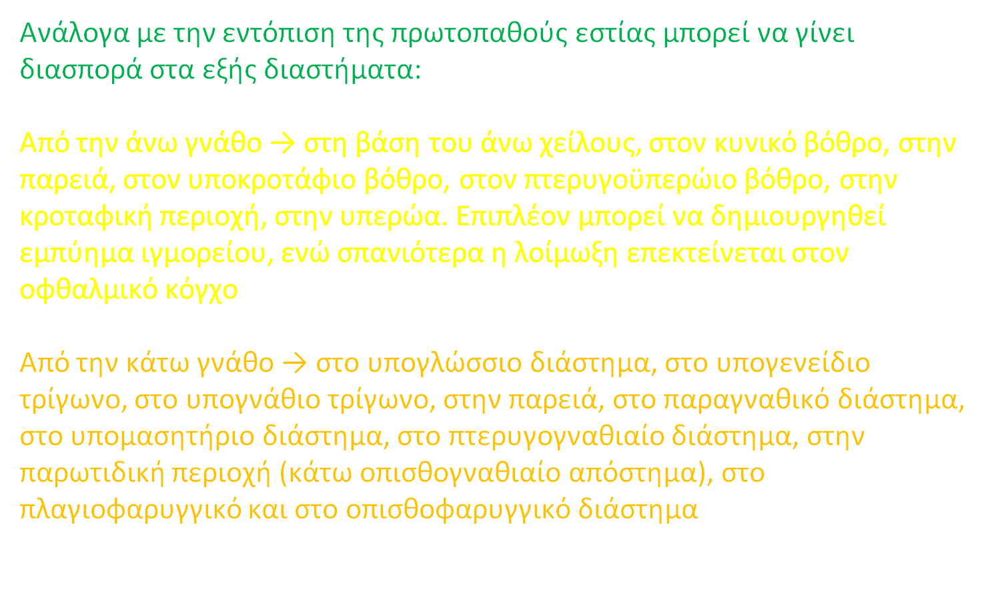 Ανάλογα με την εντόπιση της πρωτοπαθούς εστίας μπορεί να γίνει
διασπορά στα εξής διαστήματα:
Από την άνω γνάθο → στη βάση του άνω χείλους, στον κυνικό βόθρο, στην
παρειά, στον υποκροτάφιο βόθρο, στον πτερυγοϋπερώιο βόθρο, στην
κροταφική περιοχή, στην υπερώα. Επιπλέον μπορεί να δημιουργηθεί
εμπύημα ιγμορείου, ενώ σπανιότερα η λοίμωξη επεκτείνεται στον
οφθαλμικό κόγχο
Από την κάτω γνάθο → στο υπογλώσσιο διάστημα, στο υπογενείδιο
τρίγωνο, στο υπογνάθιο τρίγωνο, στην παρειά, στο παραγναθικό διάστημα,
στο υπομασητήριο διάστημα, στο πτερυγογναθιαίο διάστημα, στην
παρωτιδική περιοχή (κάτω οπισθογναθιαίο απόστημα), στο
πλαγιοφαρυγγικό και στο οπισθοφαρυγγικό διάστημα